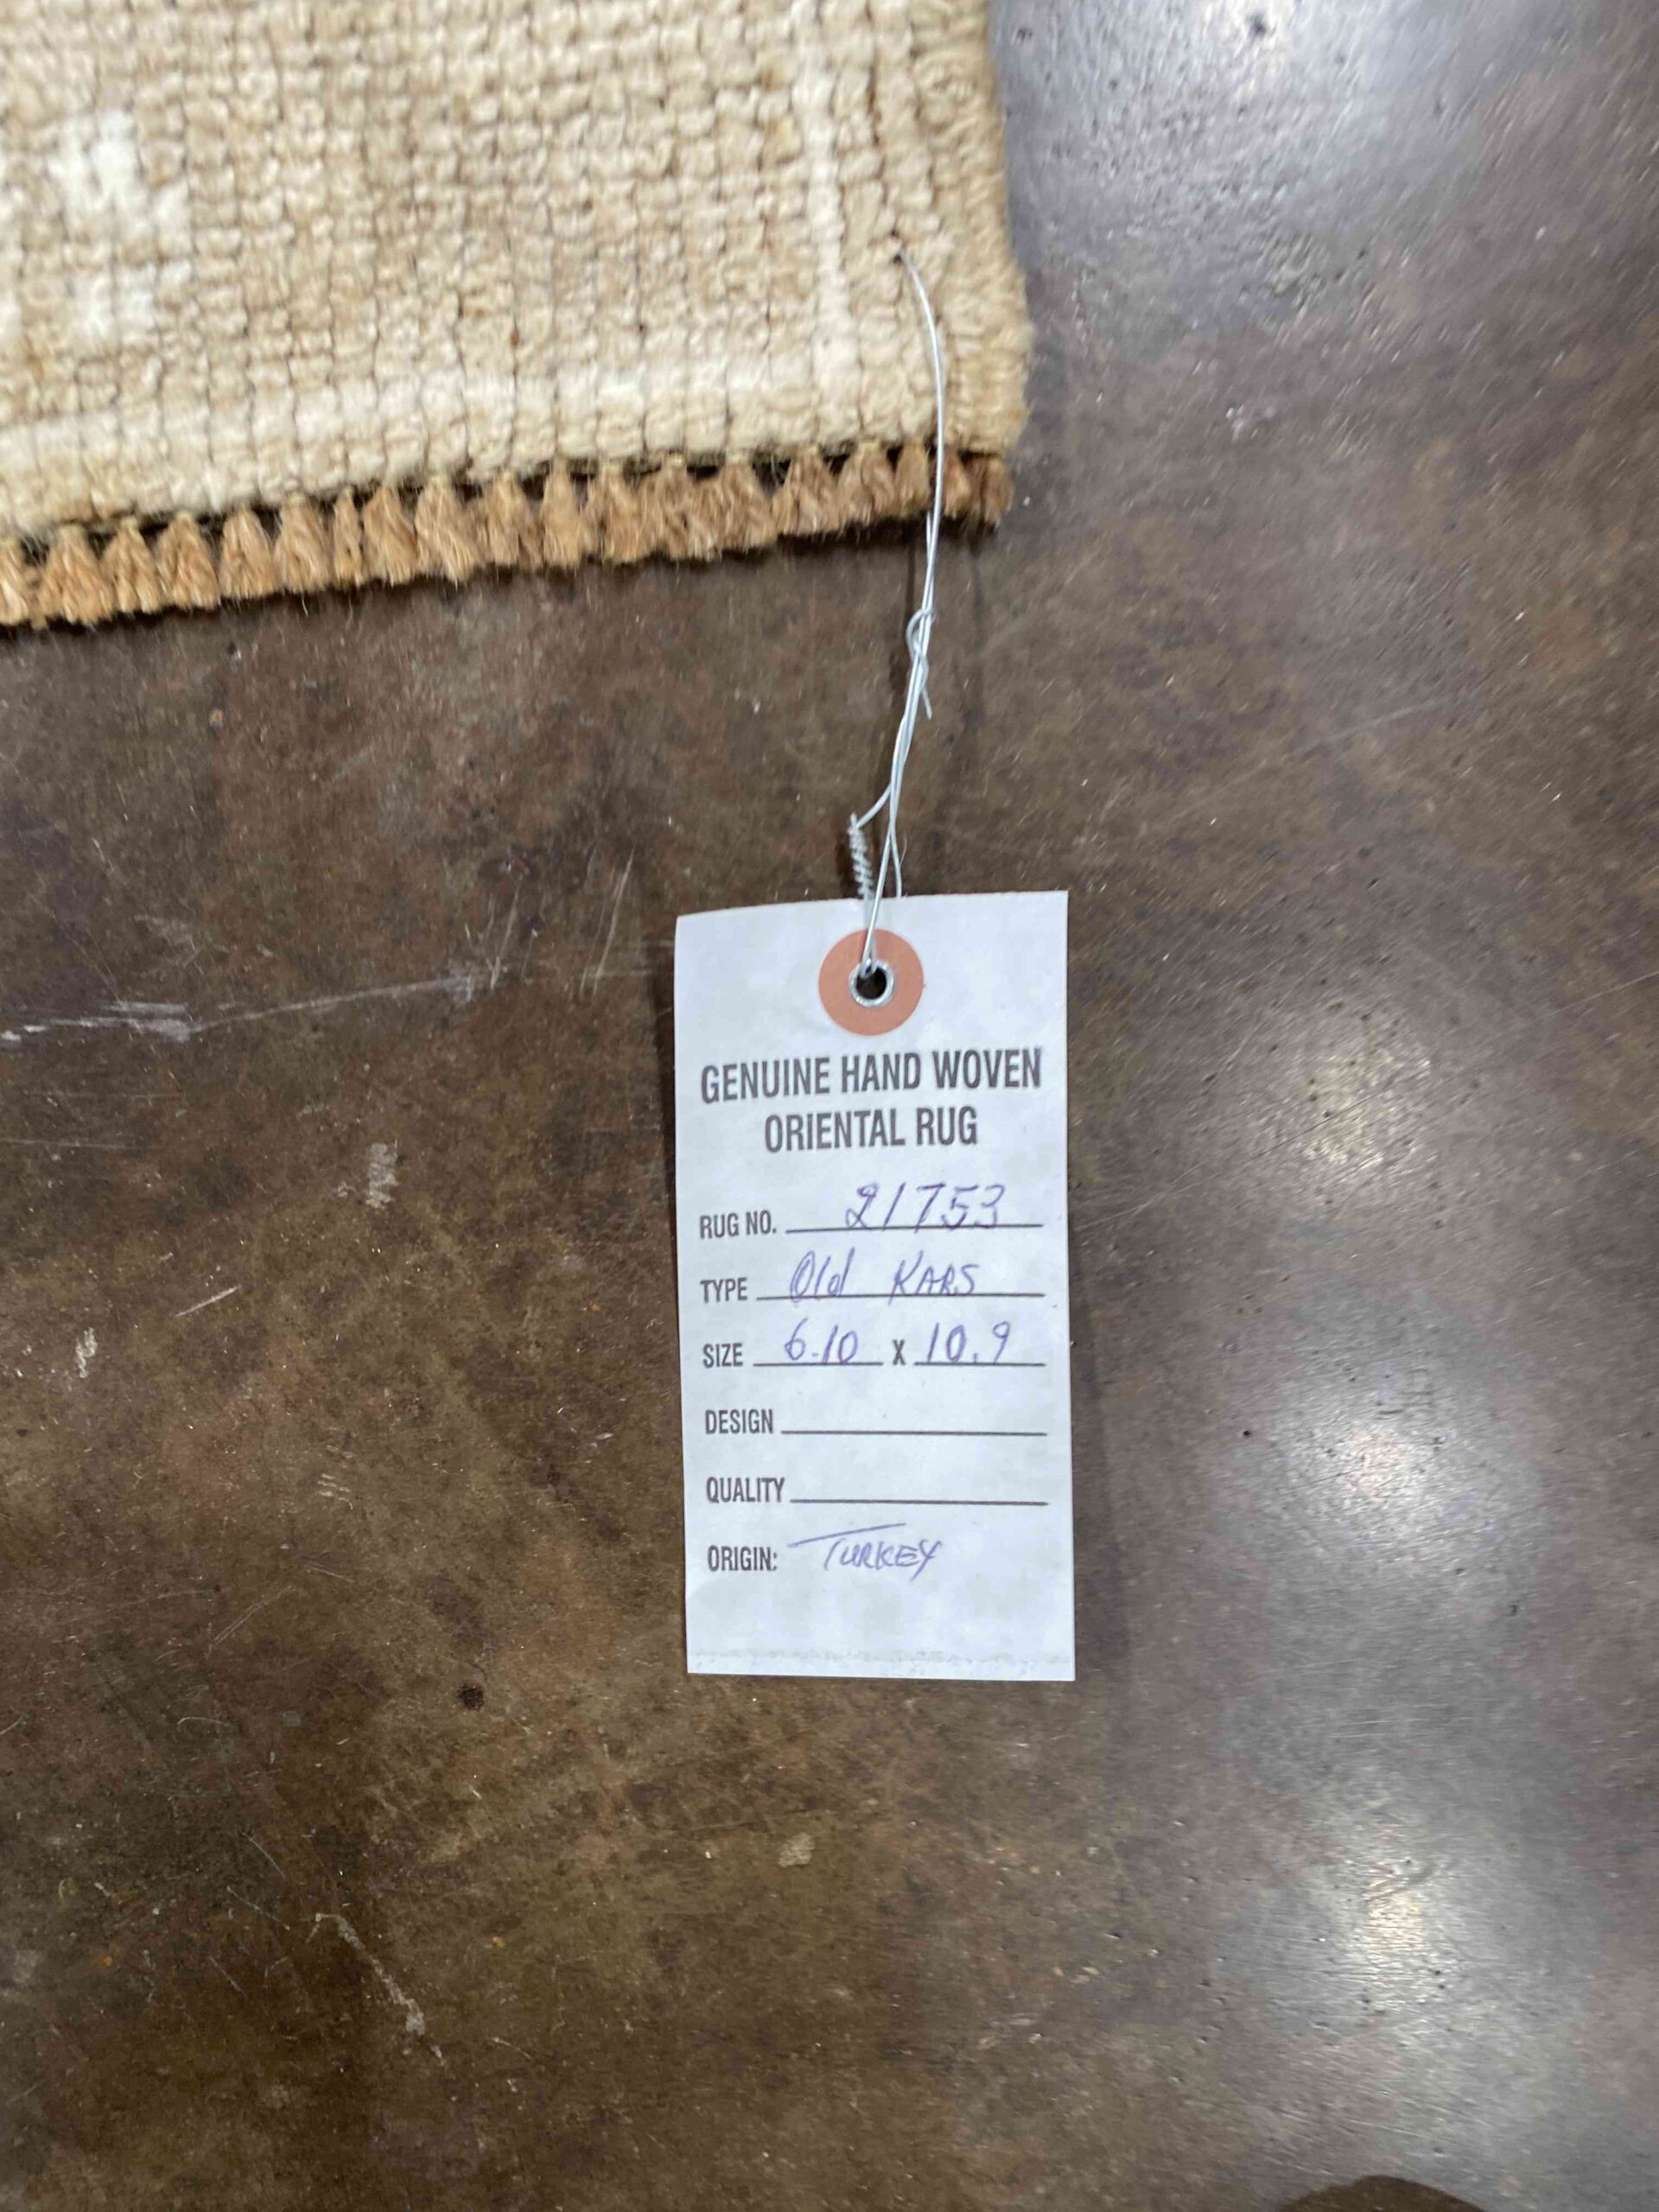 GENUINE HAND WOVEN
ORIENTAL RUG
RUG NO. 21753
TYPE Old KARS
SIZE 6.10 X 10.9
DESIGN
QUALITY
ORIGIN: TURKEY